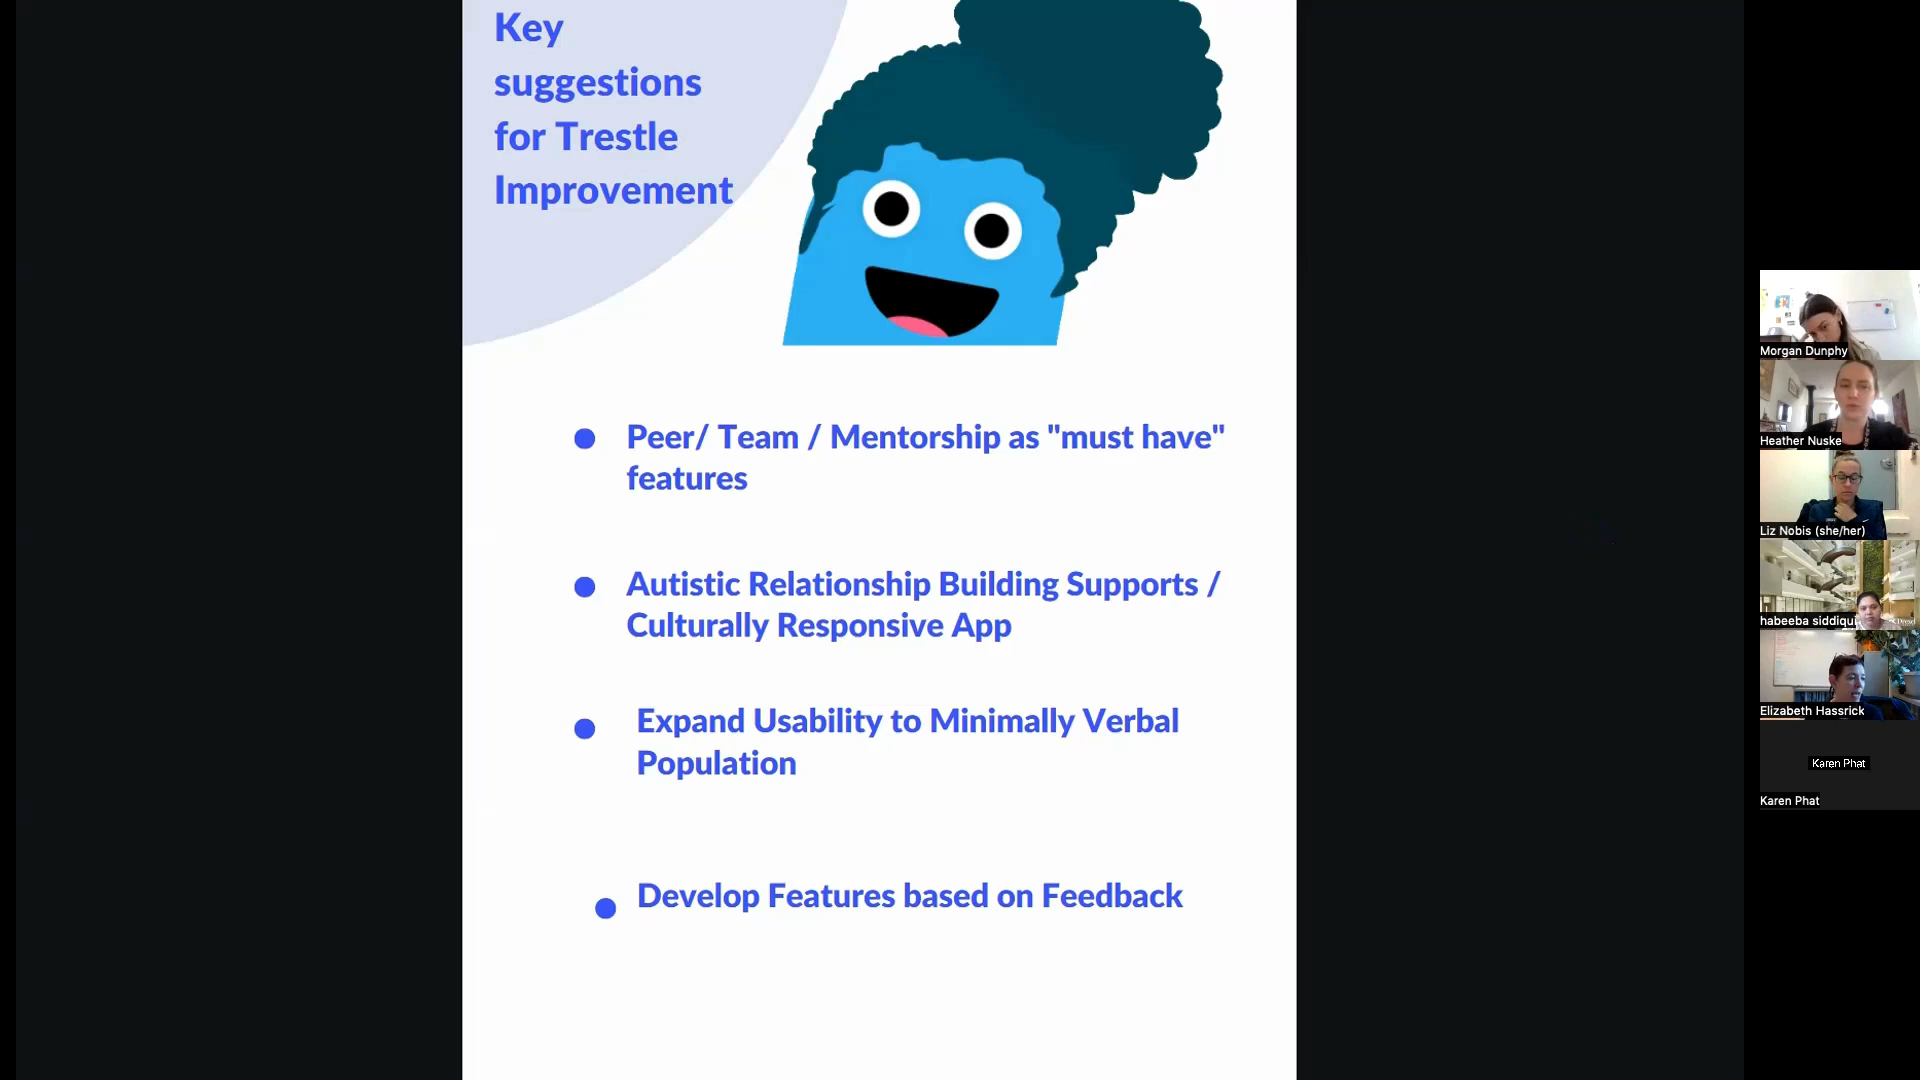 Key
suggestions
for Trestle
Improvement
Peer/ Team / Mentorship as "must have"
features
Autistic Relationship Building Supports /
Culturally Responsive App
Expand Usability to Minimally Verbal
Population
Develop Features based on Feedback
Morgan Dunphy
Heather Nuske
Liz Nobis (she/her)
habeeba siddiqui
Elizabeth Hassrick
Karen Phat
Karen Phat